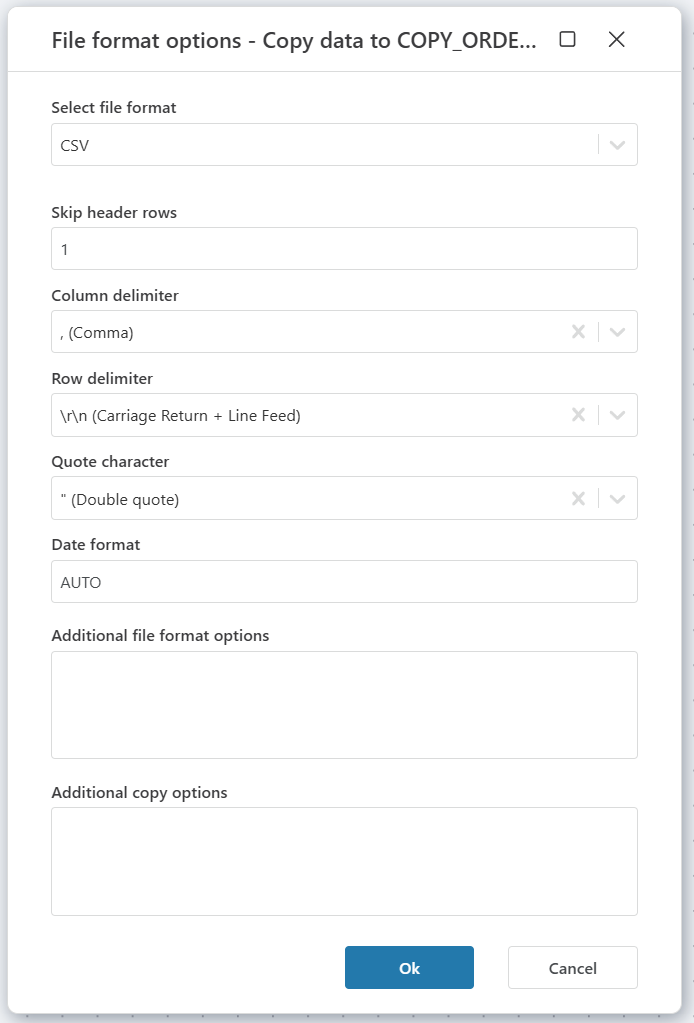 File format options - Copy data to COPY_ORDE...
Select file format
CSV
Skip header rows
1
Column delimiter
, (Comma)
Row delimiter
\r\n (Carriage Return + Line Feed)
Quote character
" (Double quote)
Date format
AUTO
Additional file format options
Additional copy options
Ok
Cancel